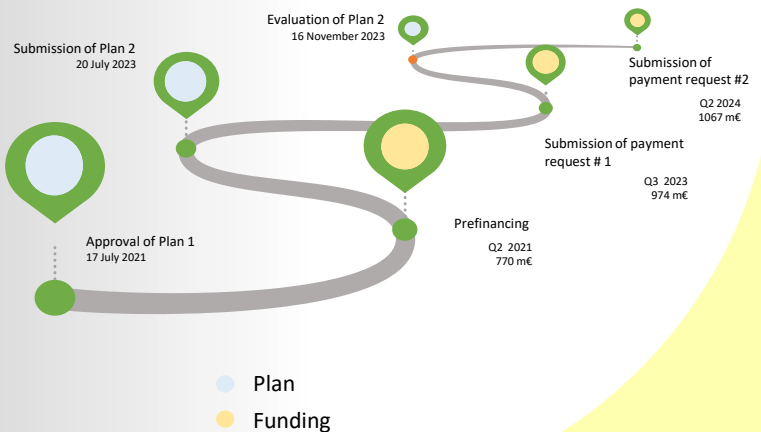 Evaluation of Plan 2
16 November 2023
Submission of Plan 2
20 July 2023
Submission of
payment request #2
Q2 2024
1067 m€
Submission of payment
request # 1
Q3 2023
974 m€
Prefinancing
Q2 2021
770 m€
Approval of Plan 1
17 July 2021
Plan
Funding